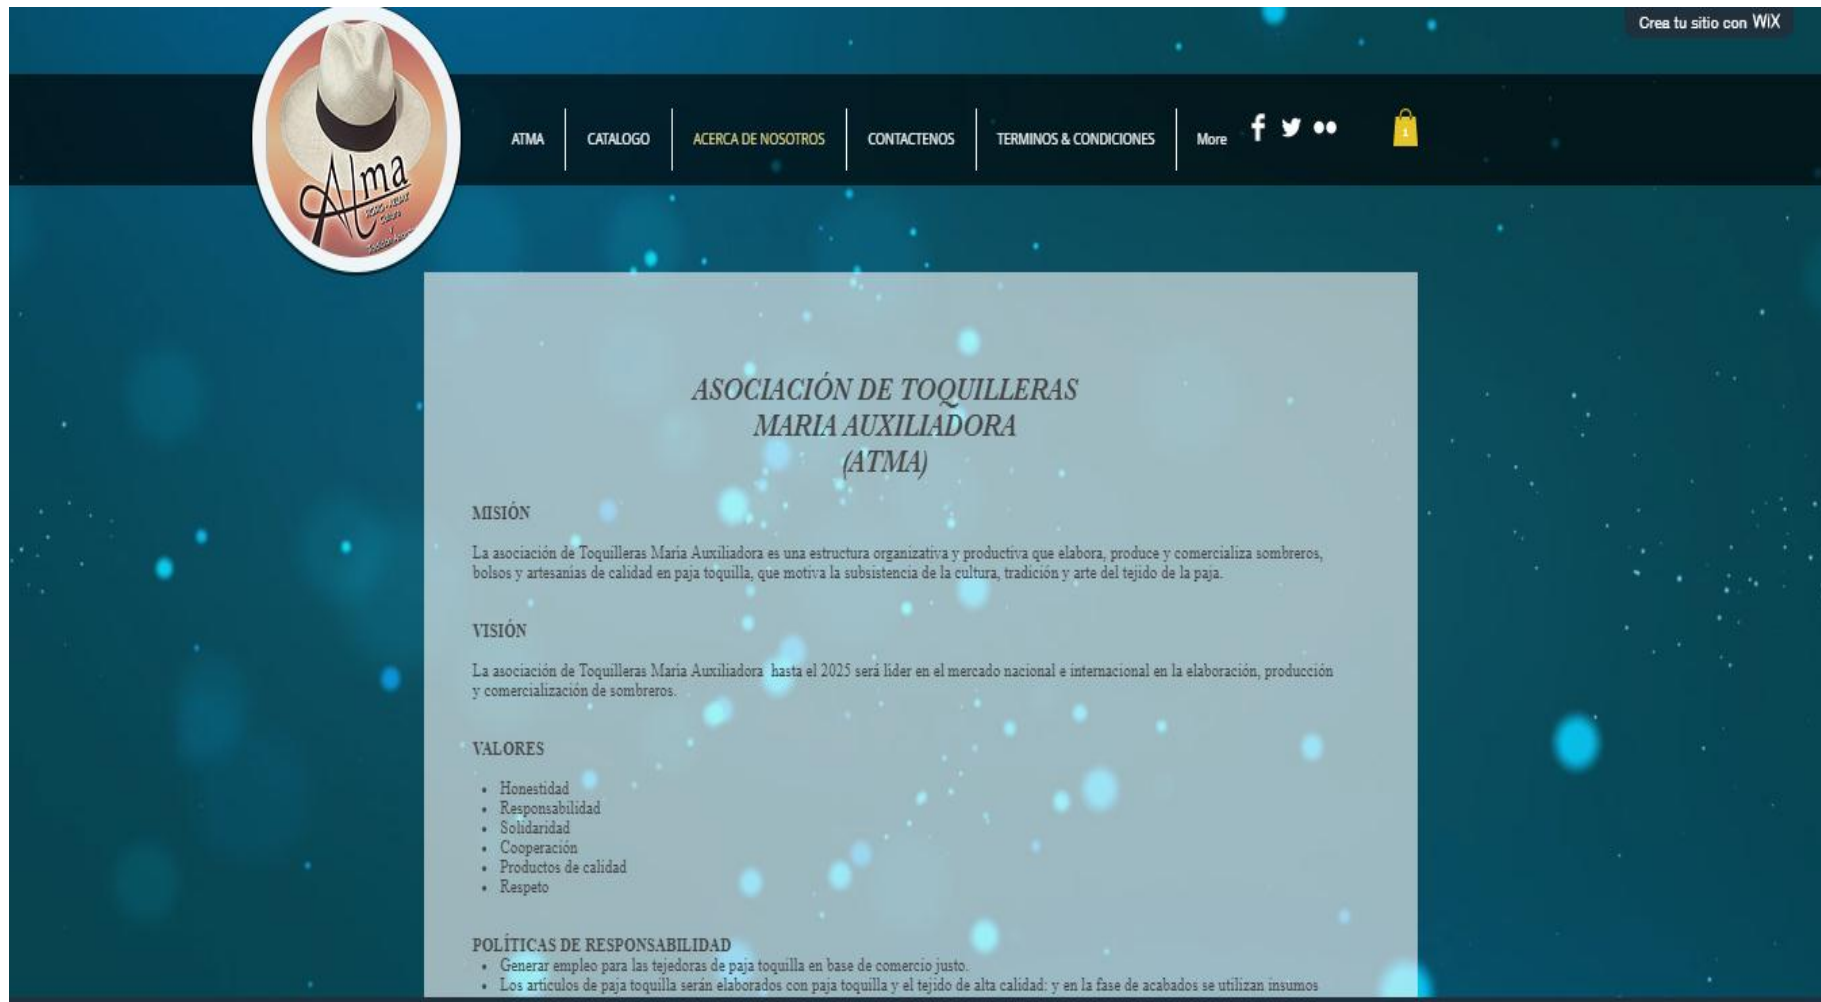 Crea tu sitio con WiX
ATMA
CATALOGO
ACERCA DE NOSOTROS
CONTACTENOS
TERMINOS & CONDICIONES
More
1
Alma
Cultura
y
ASOCIACIÓN DE TOQUILLERAS
MARIA AUXILIADORA
(ATMA)
MISIÓN
La asociación de Toquilleras María Auxiliadora es una estructura organizativa y productiva que elabora, produce y comercializa sombreros,
bolsos y artesanías de calidad en paja toquilla, que motiva la subsistencia de la cultura, tradición y arte del tejido de la paja.
VISIÓN
La asociación de Toquilleras María Auxiliadora hasta el 2025 será líder en el mercado nacional e internacional en la elaboración, producción
y comercialización de sombreros.
VALORES
• Honestidad
• Responsabilidad
• Solidaridad
• Cooperación
• Productos de calidad
• Respeto
POLÍTICAS DE RESPONSABILIDAD
• Generar empleo para las tejedoras de paja toquilla en base de comercio justo.
• Los artículos de paja toquilla serán elaborados con paja toquilla y el tejido de alta calidad: y en la fase de acabados se utilizan insumos